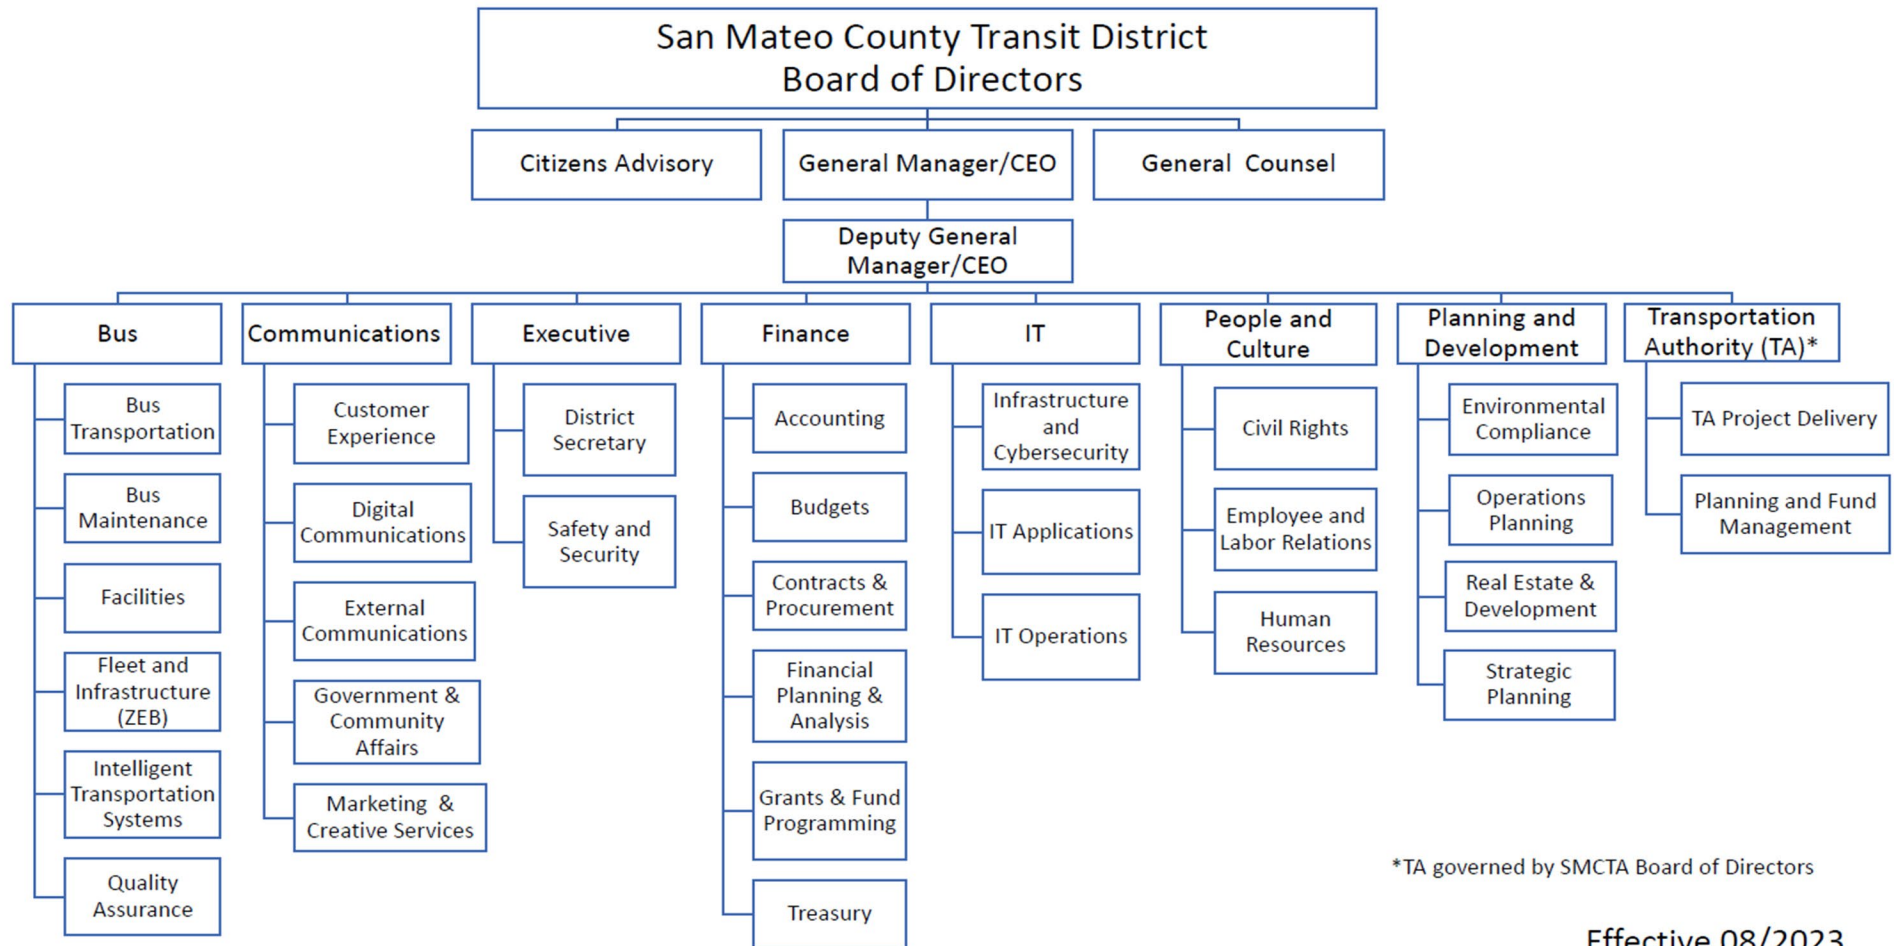 San Mateo County Transit District
Board of Directors
Citizens Advisory
General Manager/CEO
General Counsel
Deputy General
Manager/CEO
Bus
Bus
Transportation
Bus
Maintenance
Facilities
Fleet and
Infrastructure
(ZEB)
Intelligent
Transportation
Systems
Quality
Assurance
Communications
Customer
Experience
Digital
Communications
External
Communications
Government &
Community
Affairs
Marketing &
Creative Services
Executive
District
Secretary
Safety and
Security
Finance
Accounting
Budgets
Contracts &
Procurement
Financial
Planning &
Analysis
Grants & Fund
Programming
Treasury
IT
Infrastructure
and
Cybersecurity
IT Applications
IT Operations
People and
Culture
Civil Rights
Employee and
Labor Relations
Human
Resources
Planning and
Development
Environmental
Compliance
Operations
Planning
Real Estate &
Development
Strategic
Planning
Transportation
Authority (TA)*
TA Project Delivery
Planning and Fund
Management
*TA governed by SMCTA Board of Directors
Effective 08/2023